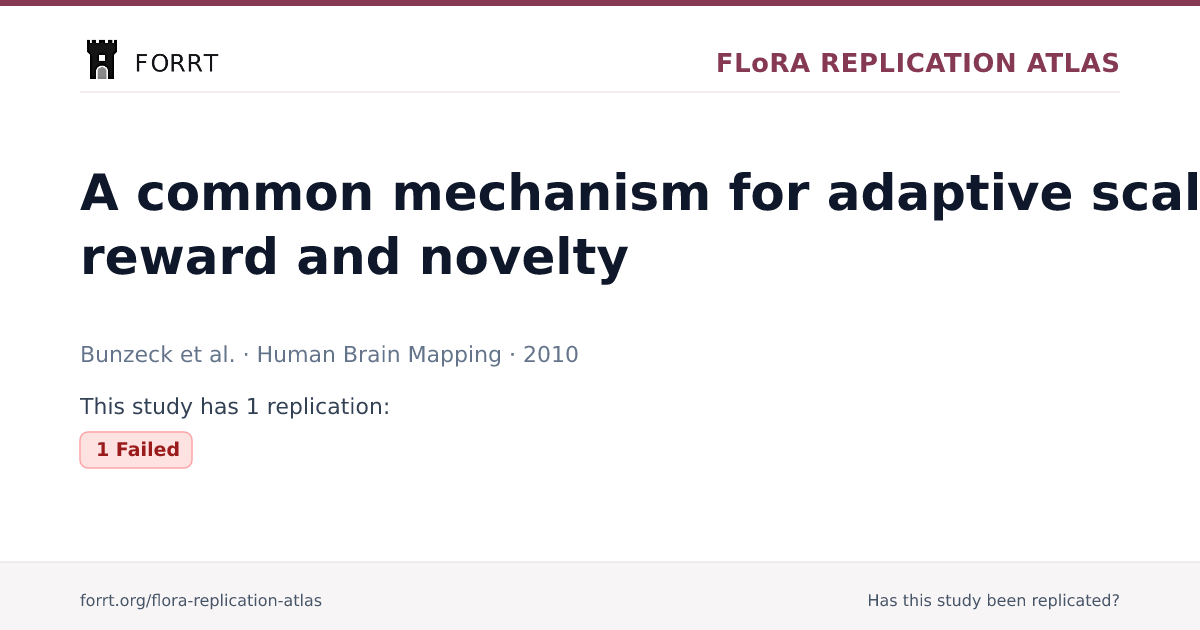 FORRT
FLoRA REPLICATION ATLAS
A common mechanism for adaptive scal
reward and novelty
Bunzeck et al. · Human Brain Mapping · 2010
This study has 1 replication:
1 Failed
forrt.org/flora-replication-atlas
Has this study been replicated?